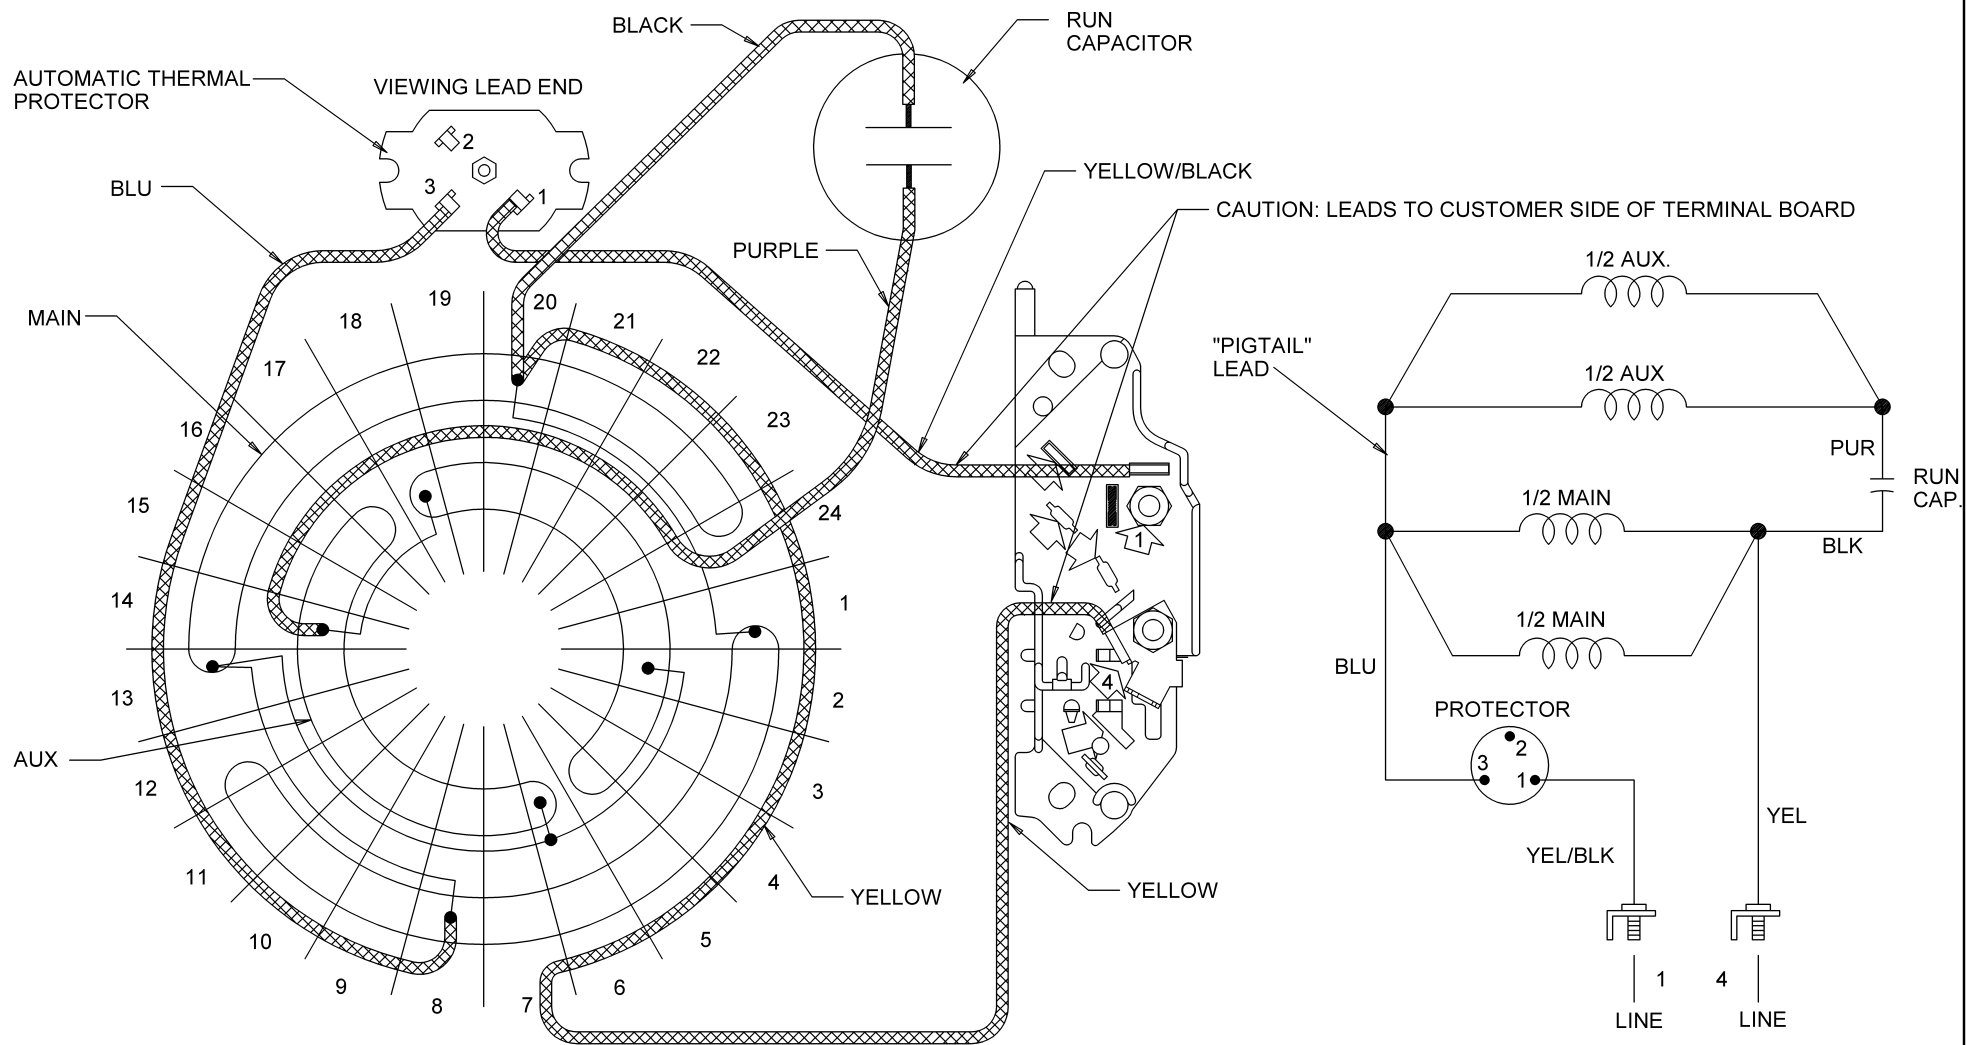 BLACK
RUN
CAPACITOR
AUTOMATIC THERMAL
PROTECTOR
VIEWING LEAD END
2
3
1
BLU
YELLOW/BLACK
CAUTION: LEADS TO CUSTOMER SIDE OF TERMINAL BOARD
PURPLE
MAIN
19
20
18
21
17
22
16
23
15
24
14
1
13
2
12
3
11
4
10
5
9
6
8
7
AUX
YELLOW
YELLOW
1
4
1/2 AUX.
"PIGTAIL"
LEAD
1/2 AUX
PUR
RUN
CAP.
1/2 MAIN
BLK
1/2 MAIN
BLU
PROTECTOR
2
3
1
YEL
YEL/BLK
1
4
LINE
LINE